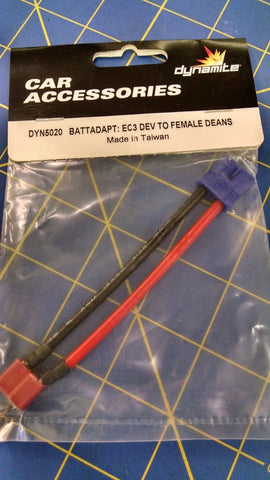 dynamite
CAR
ACCESSORIES
DYN5020 BATTADAPT: EC3 DEV TO FEMALE DEANS
Made in Taiwan